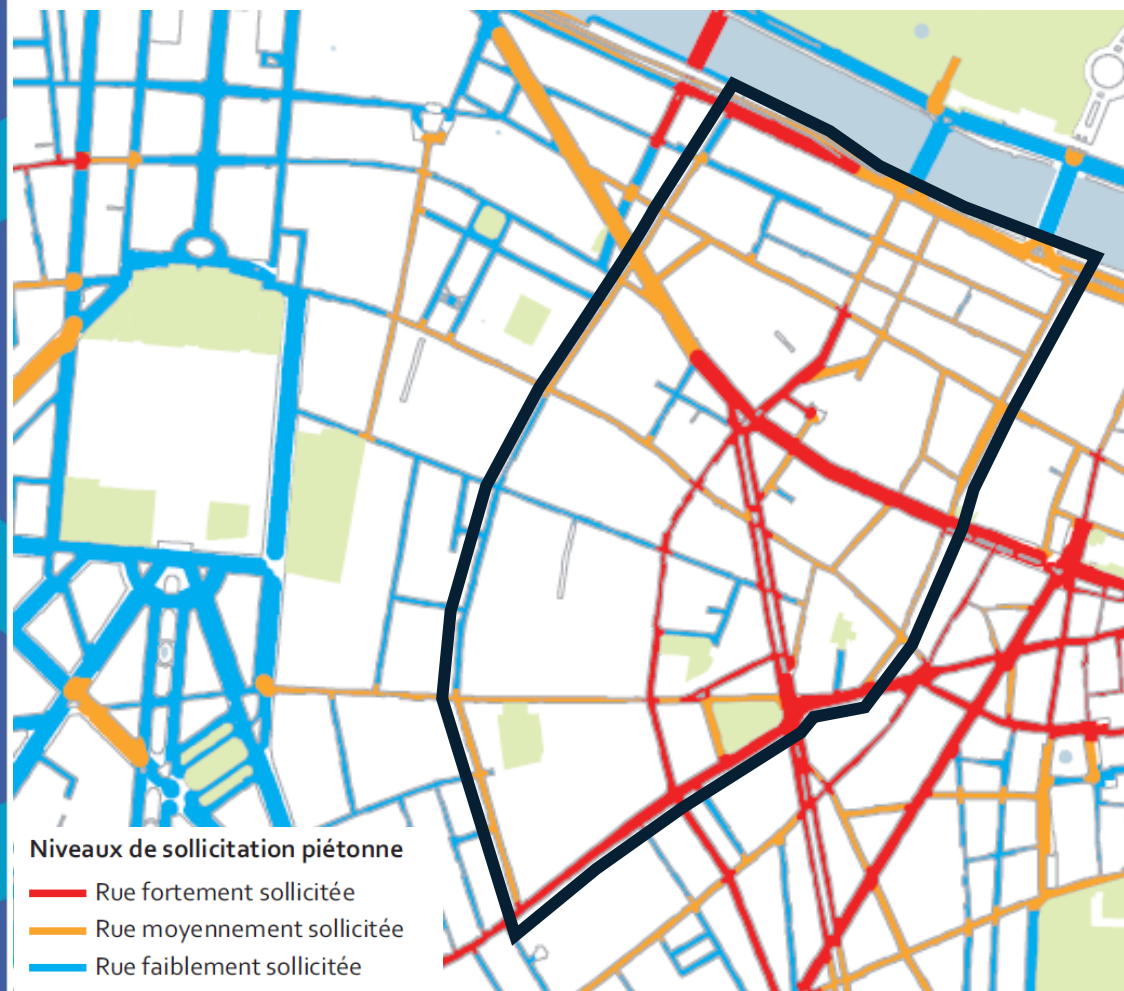 Niveaux de sollicitation piétonne
Rue fortement sollicitée
Rue moyennement sollicitée
Rue faiblement sollicitée